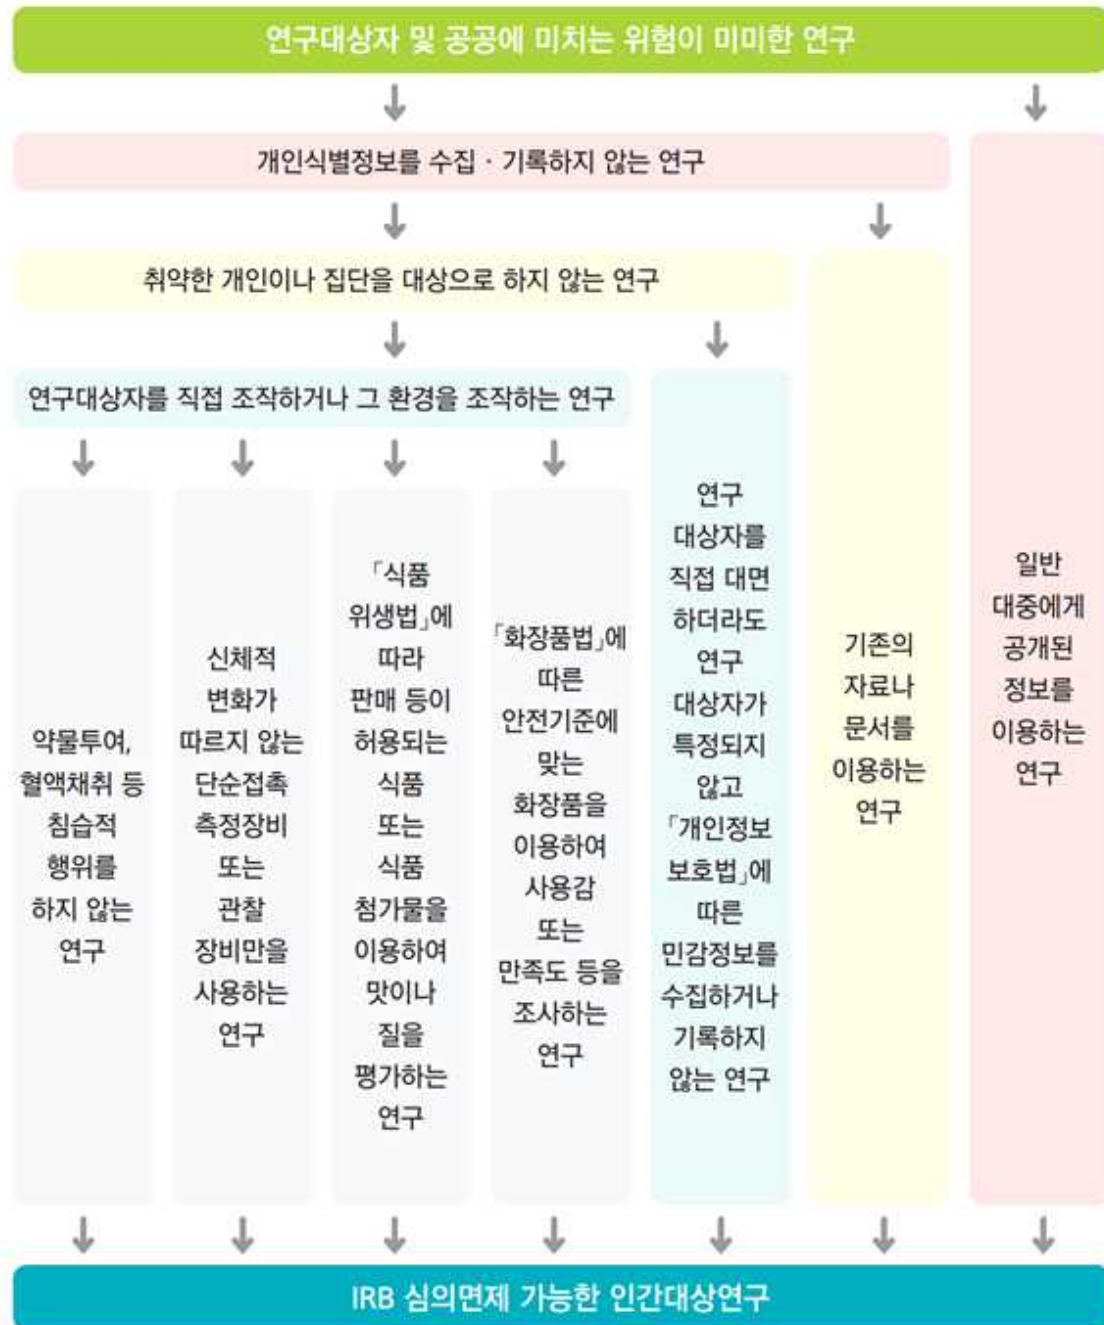 연구대상자 및 공공에 미치는 위험이 미미한 연구
개인식별정보를 수집 · 기록하지 않는 연구
취약한 개인이나 집단을 대상으로 하지 않는 연구
연구대상자를 직접 조작하거나 그 환경을 조작하는 연구
약물투여,
혈액채취 등
침습적
행위를
하지 않는
연구
신체적
변화가
따르지 않는
단순접촉
측정장비
또는
관찰
장비만을
사용하는
연구
「식품
위생법」에
따라
판매 등이
허용되는
식품
또는
식품
첨가물을
이용하여
맛이나
질을
평가하는
연구
「화장품법」에
따른
안전기준에
맞는
화장품을
이용하여
사용감
또는
만족도 등을
조사하는
연구
연구
대상자를
직접 대면
하더라도
연구
대상자가
특정되지
않고
「개인정보
보호법」에
따른
민감정보를
수집하거나
기록하지
않는 연구
기존의
자료나
문서를
이용하는
연구
일반
대중에게
공개된
정보를
이용하는
연구
IRB 심의면제 가능한 인간대상연구